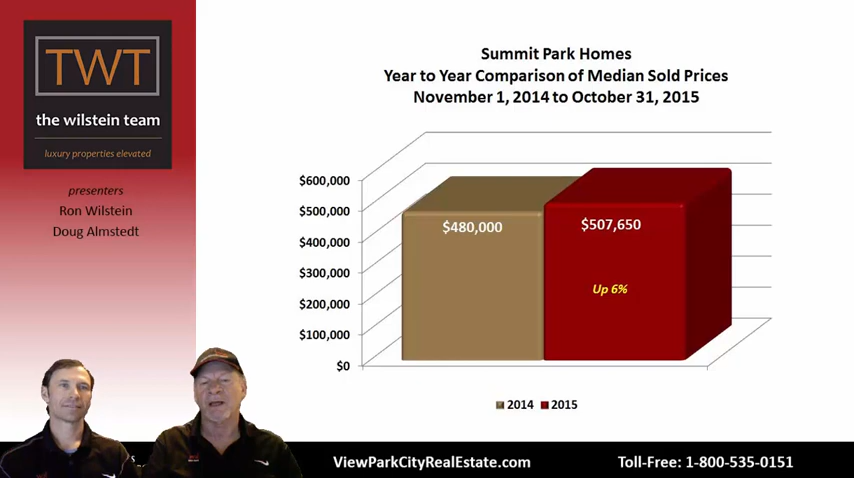 TWT
the wilstein team
luxury properties elevated
presenters
Ron Wilstein
Doug Almstedt
Summit Park Homes
Year to Year Comparison of Median Sold Prices
November 1, 2014 to October 31, 2015
$600,000
$500,000
$400,000
$300,000
$200,000
$100,000
$0
$480,000
$507,650
Up 6%
2014
2015
ViewParkCityRealEstate.com
Toll-Free: 1-800-535-0151